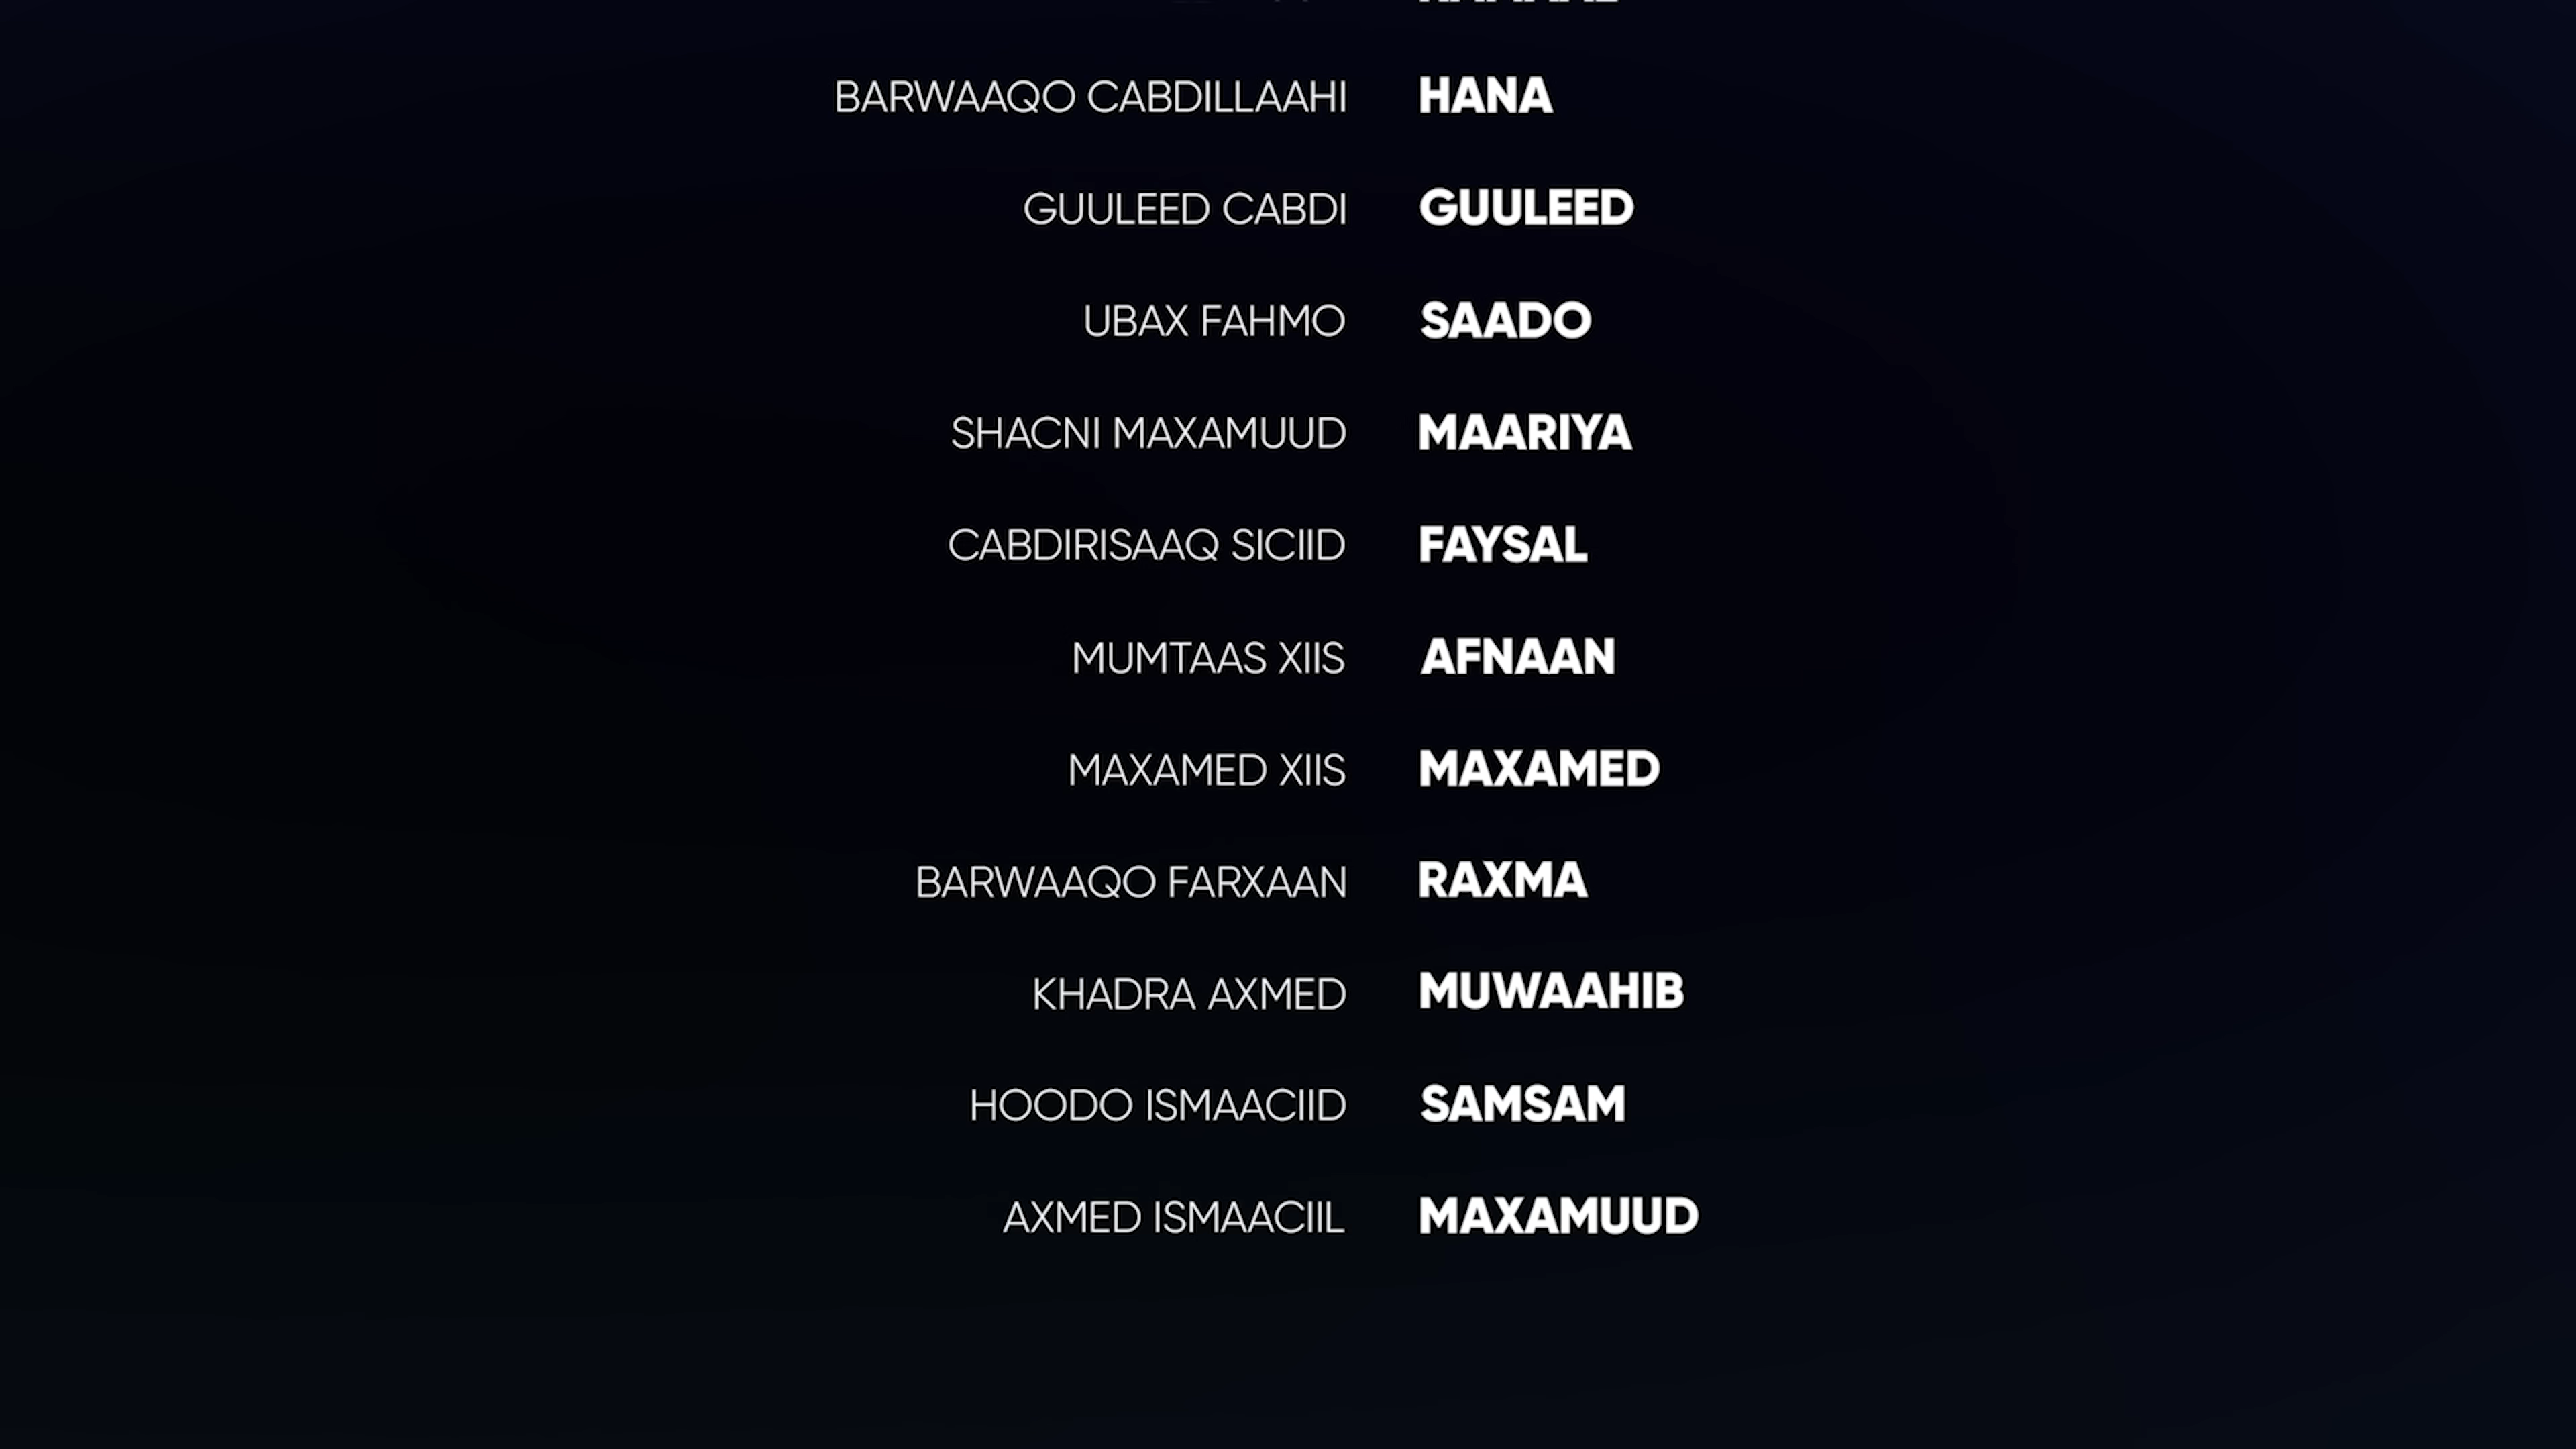 BARWAAQO CABDILLAAHI HANA
GUULEED CABDI GUULEED
UBAX FAHMO SAADO
SHACNI MAXAMUUD MAARIYA
CABDIRISAAQ SICIID FAYSAL
MUMTAAS XIIS AFNAAN
MAXAMED XIIS MAXAMED
BARWAAQO FARXAAN RAXMA
KHADRA AXMED MUWAAHIB
HOODO ISMAACIID SAMSAM
AXMED ISMAACIIL MAXAMUUD